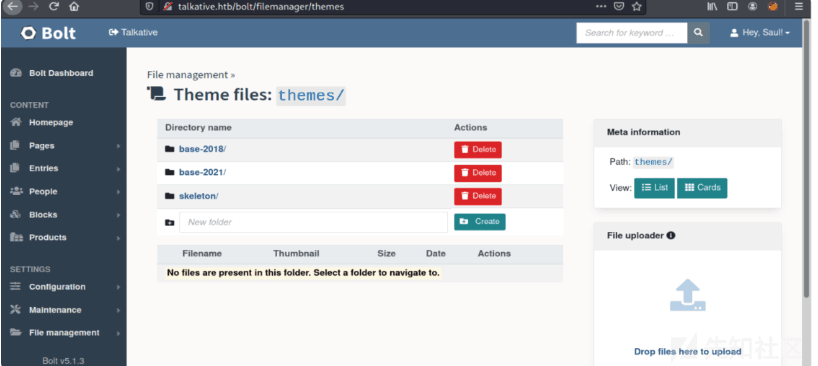 talkative.htb/bolt/filemanager/themes
Bolt
Talkative
Search for keyword ...
Hey, Saul!
Bolt Dashboard
CONTENT
Homepage
Pages
Entries
People
Blocks
Products
SETTINGS
Configuration
Maintenance
File management
Bolt v5.1.3
File management »
Theme files: themes/
Directory name Actions
base-2018/ Delete
base-2021/ Delete
skeleton/ Delete
New folder Create
Filename Thumbnail Size Date Actions
No files are present in this folder. Select a folder to navigate to.
Meta information
Path: themes/
View: List Cards
File uploader
Drop files here to upload
先知社区